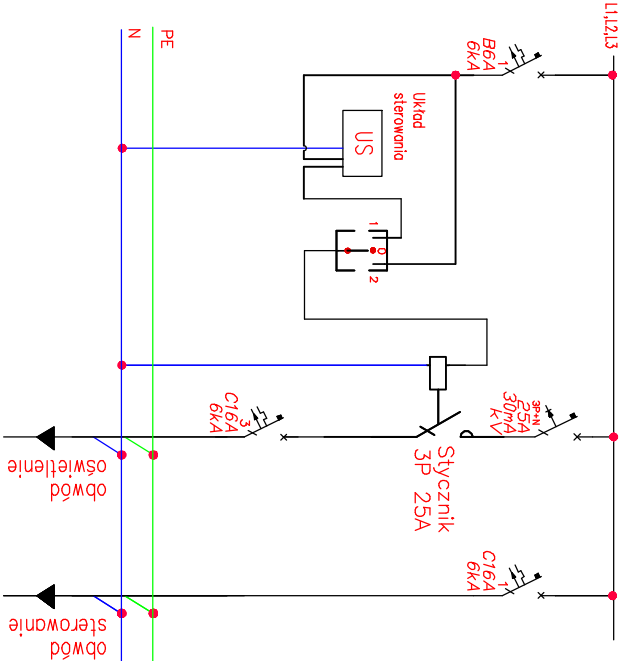 L1,L2,L3
B6A 1
6kA
Układ
sterowania
US
1
0
2
3P+N
25A
30mA
kV
Stycznik
3P 25A
C16A 3
6kA
C16A 1
6kA
PE
N
obwód
oświetlenie
obwód
sterowanie